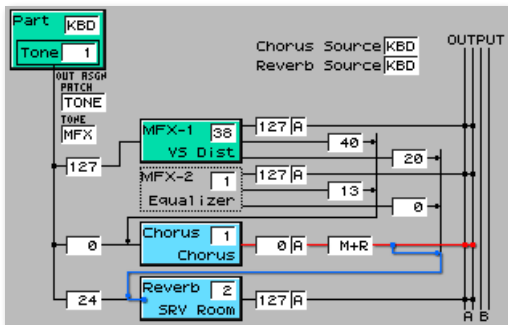 Part KBD
Tone 1
Chorus Source KBD
Reverb Source KBD
OUTPUT
OUT ASGN
PATCH
TONE
TONE
MFX
127
MFX-1 38
VS Dist
127 A
40
20
MFX-2 1
Equalizer
127 A
13
0
0
Chorus 1
Chorus
0 A
M+R
24
Reverb 2
SRV Room
127 A
A B